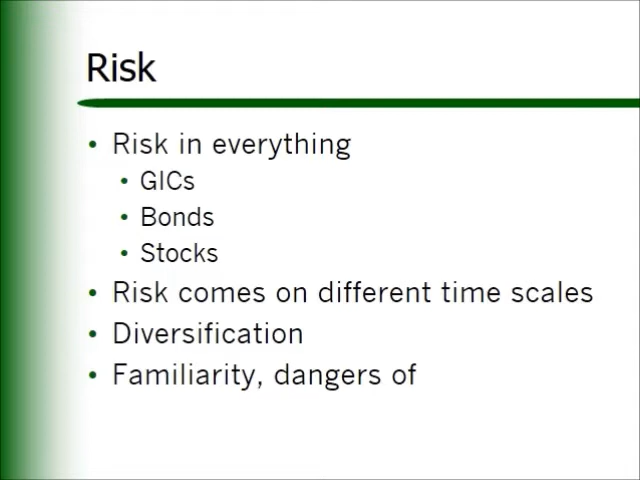 Risk
• Risk in everything
• GICs
• Bonds
• Stocks
• Risk comes on different time scales
• Diversification
• Familiarity, dangers of